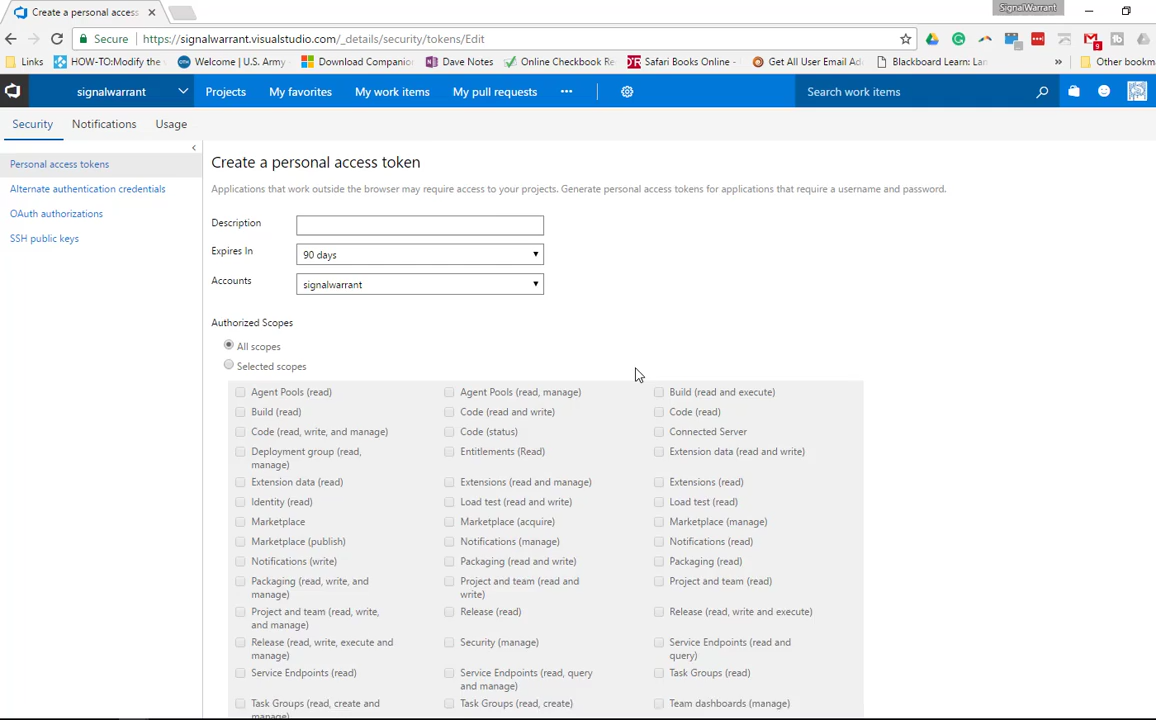 Create a personal access
SignalWarrant
Secure
https://signalwarrant.visualstudio.com/_details/security/tokens/Edit
9
Links
HOW-TO:Modify the
Welcome | U.S. Army
Download Companio
Dave Notes
Online Checkbook Re
Safari Books Online -
Get All User Email Ad
Blackboard Learn: Lan
»
Other bookm
signalwarrant
Projects
My favorites
My work items
My pull requests
Search work items
Security
Notifications
Usage
Personal access tokens
Alternate authentication credentials
OAuth authorizations
SSH public keys
Create a personal access token
Applications that work outside the browser may require access to your projects. Generate personal access tokens for applications that require a username and password.
Description
Expires In
90 days
Accounts
signalwarrant
Authorized Scopes
All scopes
Selected scopes
Agent Pools (read)
Agent Pools (read, manage)
Build (read and execute)
Build (read)
Code (read and write)
Code (read)
Code (read, write, and manage)
Code (status)
Connected Server
Deployment group (read,
manage)
Entitlements (Read)
Extension data (read and write)
Extension data (read)
Extensions (read and manage)
Extensions (read)
Identity (read)
Load test (read and write)
Load test (read)
Marketplace
Marketplace (acquire)
Marketplace (manage)
Marketplace (publish)
Notifications (manage)
Notifications (read)
Notifications (write)
Packaging (read and write)
Packaging (read)
Packaging (read, write, and
manage)
Project and team (read and
write)
Project and team (read)
Project and team (read, write,
and manage)
Release (read)
Release (read, write and execute)
Release (read, write, execute and
manage)
Security (manage)
Service Endpoints (read and
query)
Service Endpoints (read)
Service Endpoints (read, query
and manage)
Task Groups (read)
Task Groups (read, create and
manage)
Task Groups (read, create)
Team dashboards (manage)